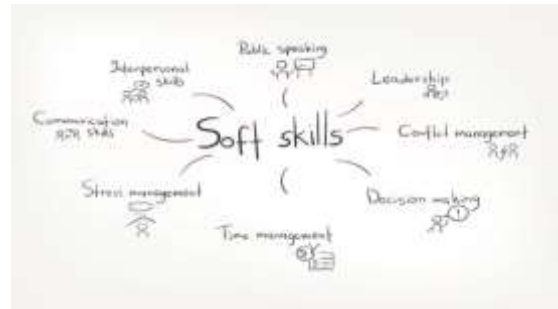 Public speaking
Interpersonal
skills
Leadership
Communication
skills
Soft skills
Conflict management
Stress management
Decision making
Time management